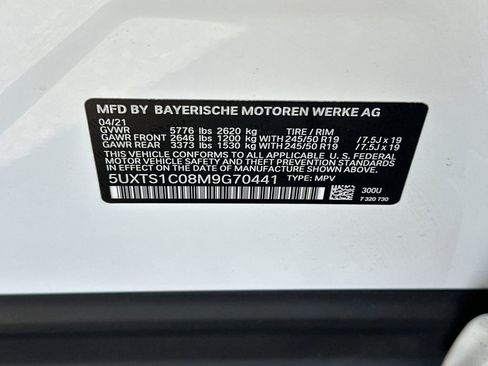 MFD BY BAYERISCHE MOTOREN WERKE AG
04/21
GVWR 5776 lbs 2620 kg TIRE / RIM
GAWR FRONT 2646 lbs 1200 kg WITH 245/50 R19 / 7.5J x 19
GAWR REAR 3373 lbs 1530 kg WITH 245/50 R19 / 7.5J x 19
THIS VEHICLE CONFORMS TO ALL APPLICABLE U. S. FEDERAL
MOTOR VEHICLE SAFETY, BUMPER, AND THEFT PREVENTION
STANDARDS IN EFFECT ON THE DATE OF MANUFACTURE SHOWN ABOVE.
5UXTS1C08M9G70441 TYPE: MPV 300U
7 320 730